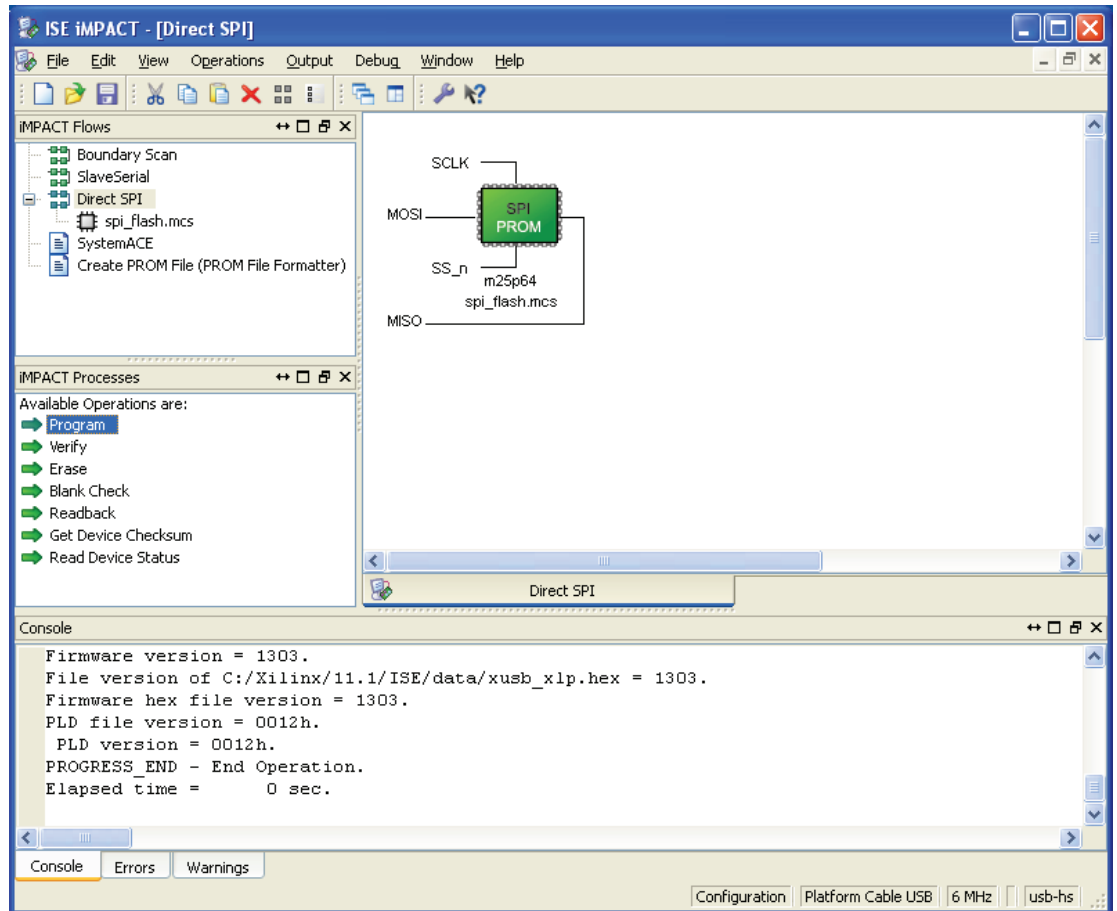 ISE iMPACT - [Direct SPI]
File Edit View Operations Output Debug Window Help
iMPACT Flows
Boundary Scan
SlaveSerial
Direct SPI
spi_flash.mcs
SystemACE
Create PROM File (PROM File Formatter)
iMPACT Processes
Available Operations are:
Program
Verify
Erase
Blank Check
Readback
Get Device Checksum
Read Device Status
SCLK
MOSI
SPI
PROM
SS_n
m25p64
spi_flash.mcs
MISO
Direct SPI
Console
Firmware version = 1303.
File version of C:/Xilinx/11.1/ISE/data/xusb_xlp.hex = 1303.
Firmware hex file version = 1303.
PLD file version = 0012h.
PLD version = 0012h.
PROGRESS_END - End Operation.
Elapsed time = 0 sec.
Console Errors Warnings
Configuration Platform Cable USB 6 MHz usb-hs